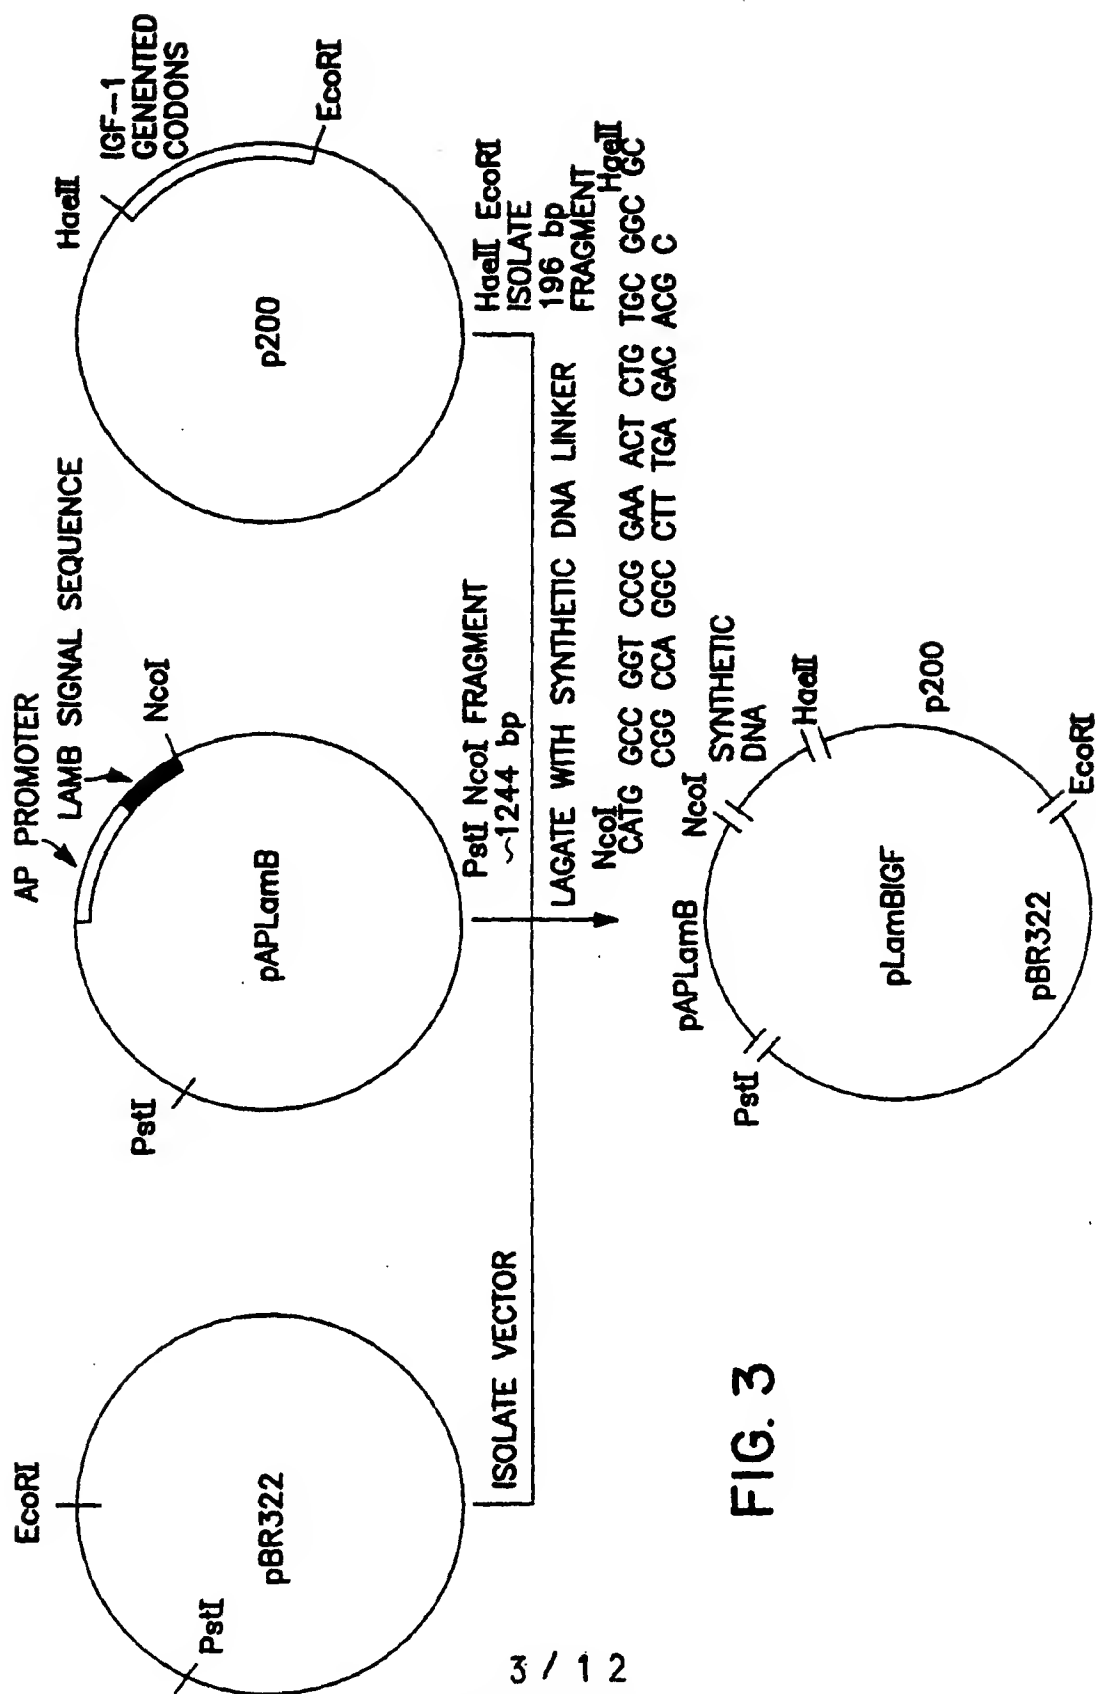 EcoRI
PstI
pBR322
ISOLATE VECTOR
AP PROMOTER
LAMB SIGNAL SEQUENCE
NcoI
PstI
pAPLamB
PstI NcoI FRAGMENT
~1244 bp
HaeII
IGF-1
GENENTED
CODONS
EcoRI
p200
HaeII EcoRI
ISOLATE
196 bp
FRAGMENT
LAGATE WITH SYNTHETIC DNA LINKER
NcoI
HaeII
CATG GCC GGT CCG GAA ACT CTG TGC GGC GC
CGG CCA GGC CTT TGA GAC ACG C
pAPLamB
NcoI
SYNTHETIC
DNA
HaeII
p200
EcoRI
PstI
pLamBIGF
pBR322
FIG. 3
3/12